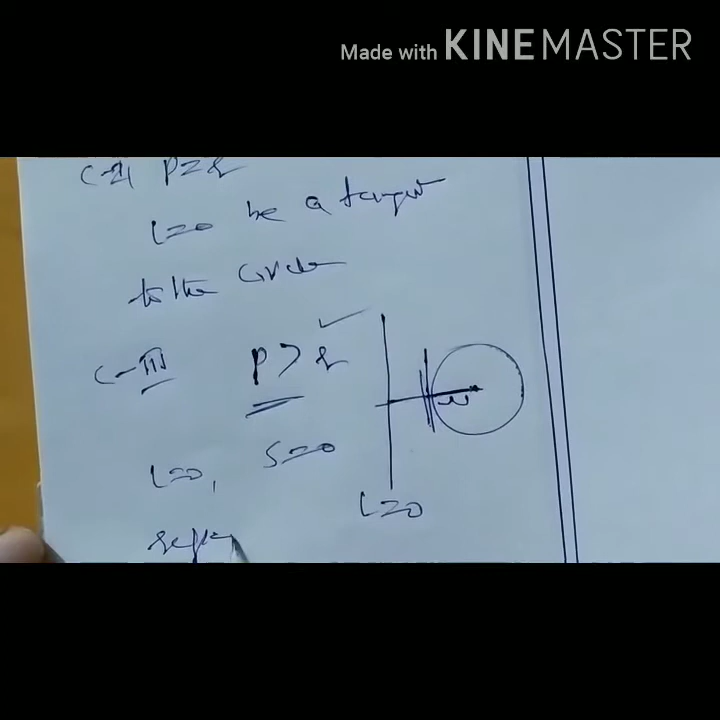 Made with KINEMASTER
C-II P=r
L=0 be a tangent
to the circle
C-III P>r
L=0, S=0
L=0